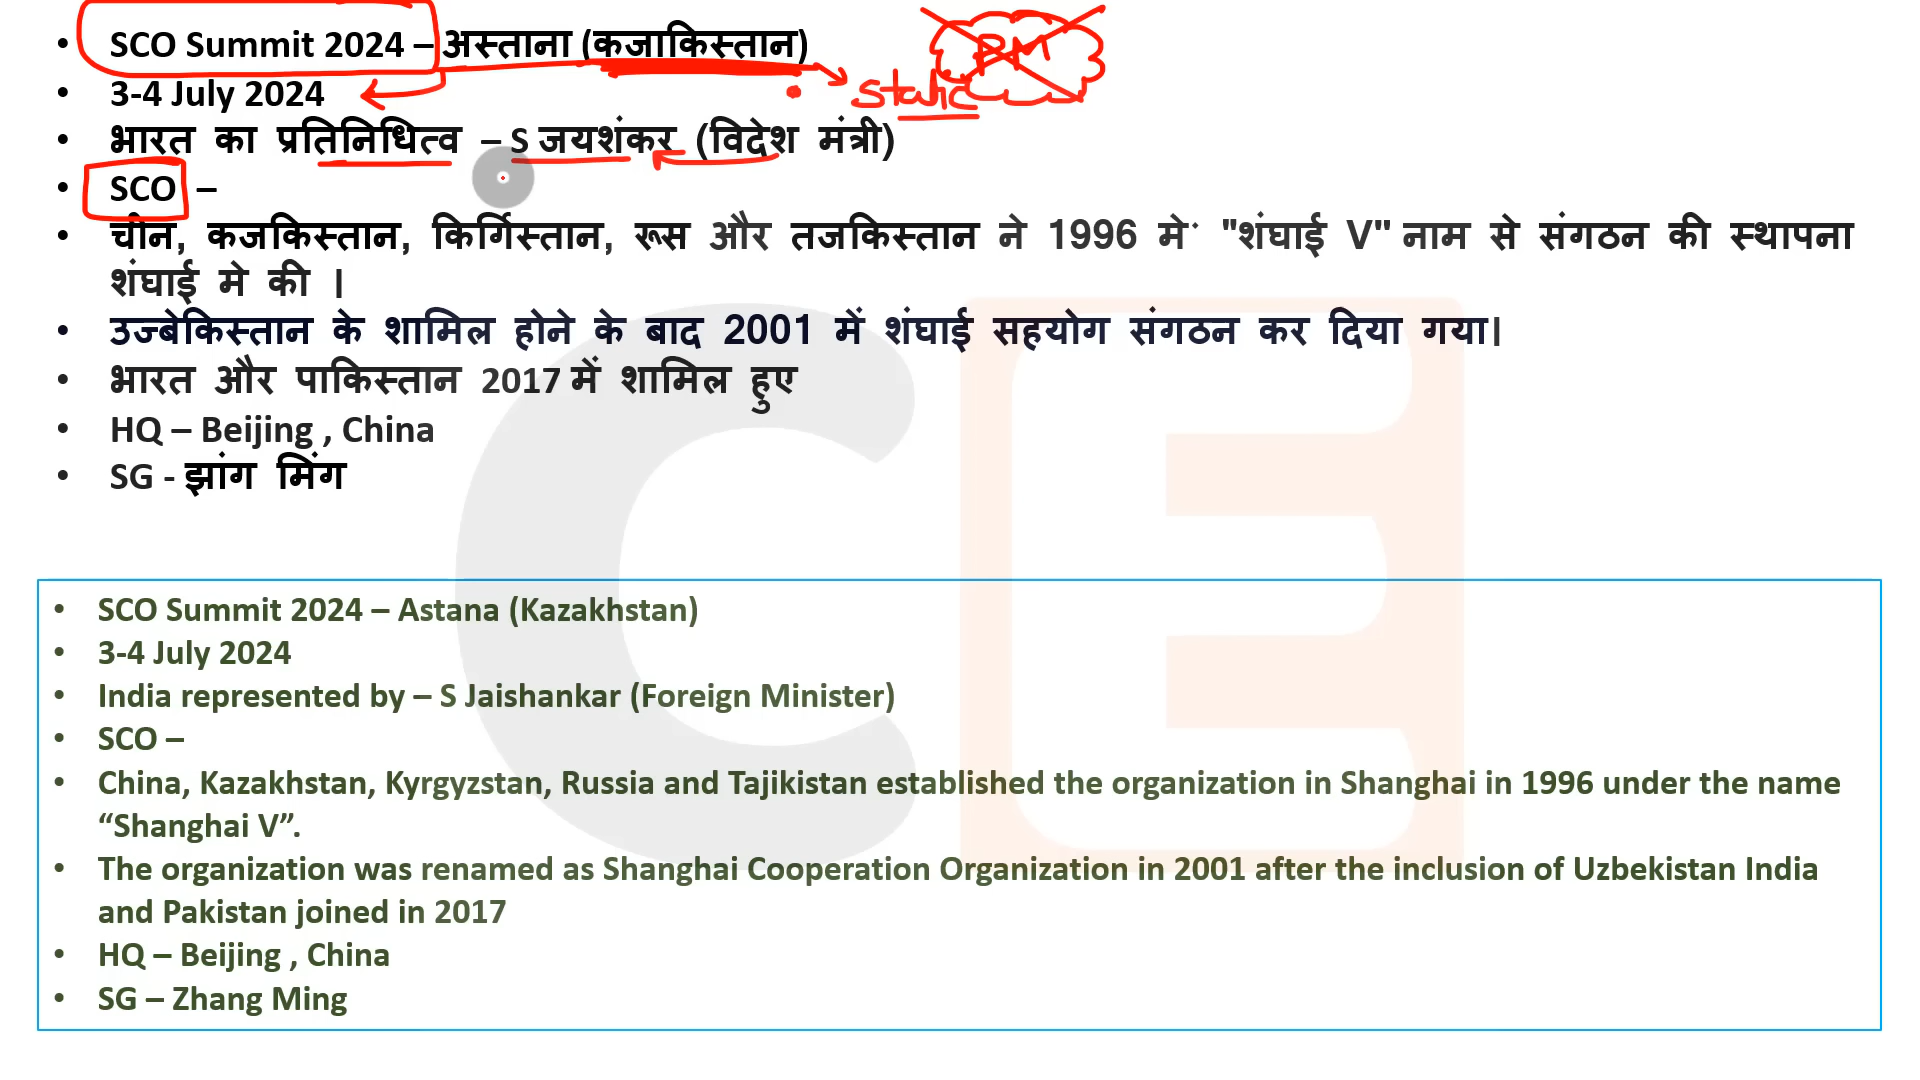 • SCO Summit 2024 – अस्ताना (कजाकिस्तान)
PM
• 3-4 July 2024
static
• भारत का प्रतिनिधित्व – S जयशंकर (विदेश मंत्री)
• SCO –
• चीन, कजकिस्तान, किर्गिस्तान, रूस और तजकिस्तान ने 1996 मे˙ "शंघाई V" नाम से संगठन की स्थापना
शंघाई मे की ।
• उज्बेकिस्तान के शामिल होने के बाद 2001 में शंघाई सहयोग संगठन कर दिया गया।
• भारत और पाकिस्तान 2017 में शामिल हुए
• HQ – Beijing , China
• SG - झांग मिंग
CE
• SCO Summit 2024 – Astana (Kazakhstan)
• 3-4 July 2024
• India represented by – S Jaishankar (Foreign Minister)
• SCO –
• China, Kazakhstan, Kyrgyzstan, Russia and Tajikistan established the organization in Shanghai in 1996 under the name
“Shanghai V”.
• The organization was renamed as Shanghai Cooperation Organization in 2001 after the inclusion of Uzbekistan India
and Pakistan joined in 2017
• HQ – Beijing , China
• SG – Zhang Ming